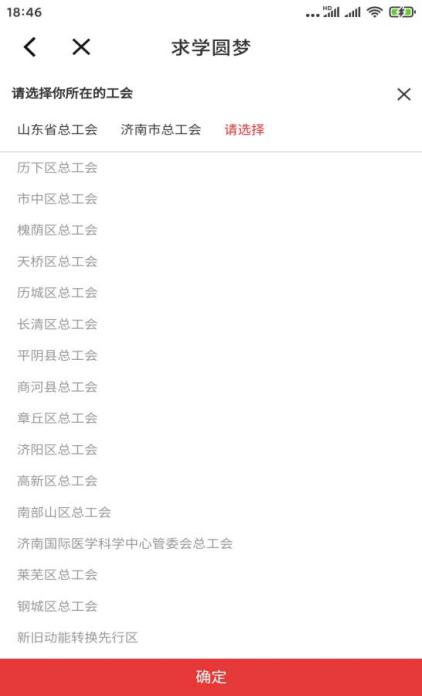 18:46
HD
求学圆梦
请选择你所在的工会
山东省总工会 济南市总工会 请选择
历下区总工会
市中区总工会
槐荫区总工会
天桥区总工会
历城区总工会
长清区总工会
平阴县总工会
商河县总工会
章丘区总工会
济阳区总工会
高新区总工会
南部山区总工会
济南国际医学科学中心管委会总工会
莱芜区总工会
钢城区总工会
新旧动能转换先行区
确定